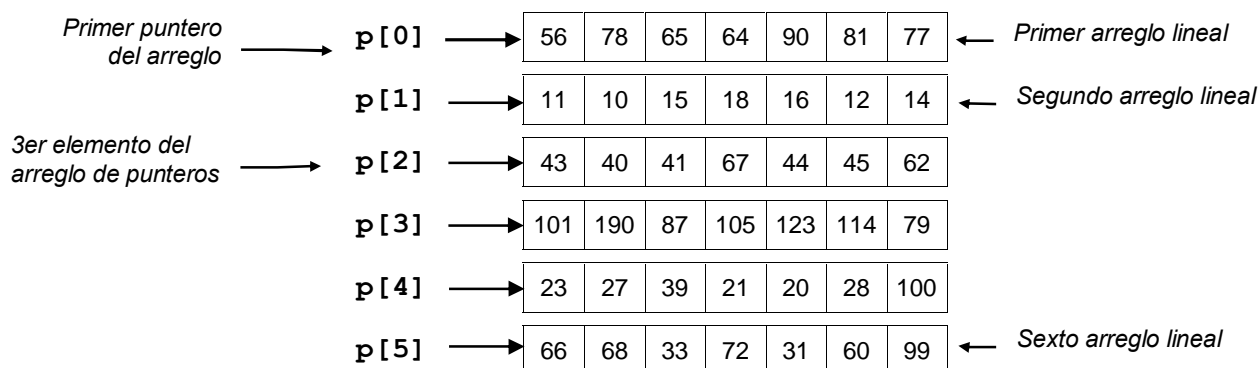 Primer puntero
del arreglo
p[0] 56 78 65 64 90 81 77 Primer arreglo lineal
p[1] 11 10 15 18 16 12 14 Segundo arreglo lineal
3er elemento del
arreglo de punteros
p[2] 43 40 41 67 44 45 62
p[3] 101 190 87 105 123 114 79
p[4] 23 27 39 21 20 28 100
p[5] 66 68 33 72 31 60 99 Sexto arreglo lineal